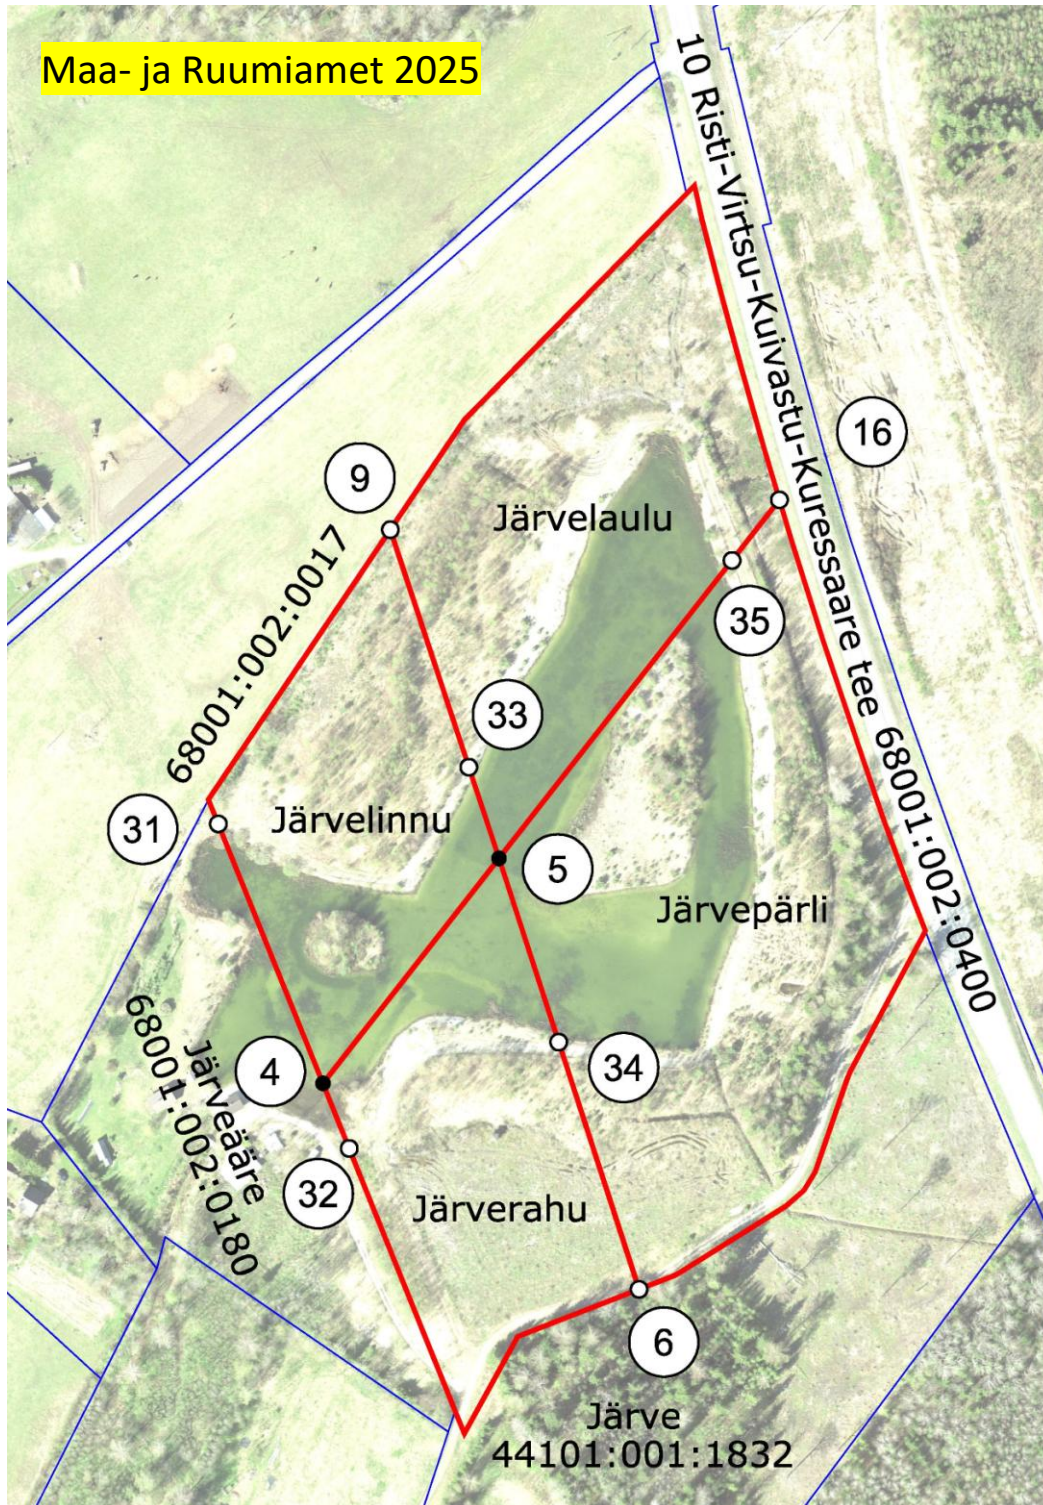 Maa- ja Ruumiamet 2025
10 Risti-Virtsu-Kuivastu-Kuressaare tee 68001:002:0400
16
9
Järvelaulu
68001:002:0017
35
33
31
Järvelinnu
5
Järvepärli
4
34
Järveääre
68001:002:0180
32
Järverahu
6
Järve
44101:001:1832